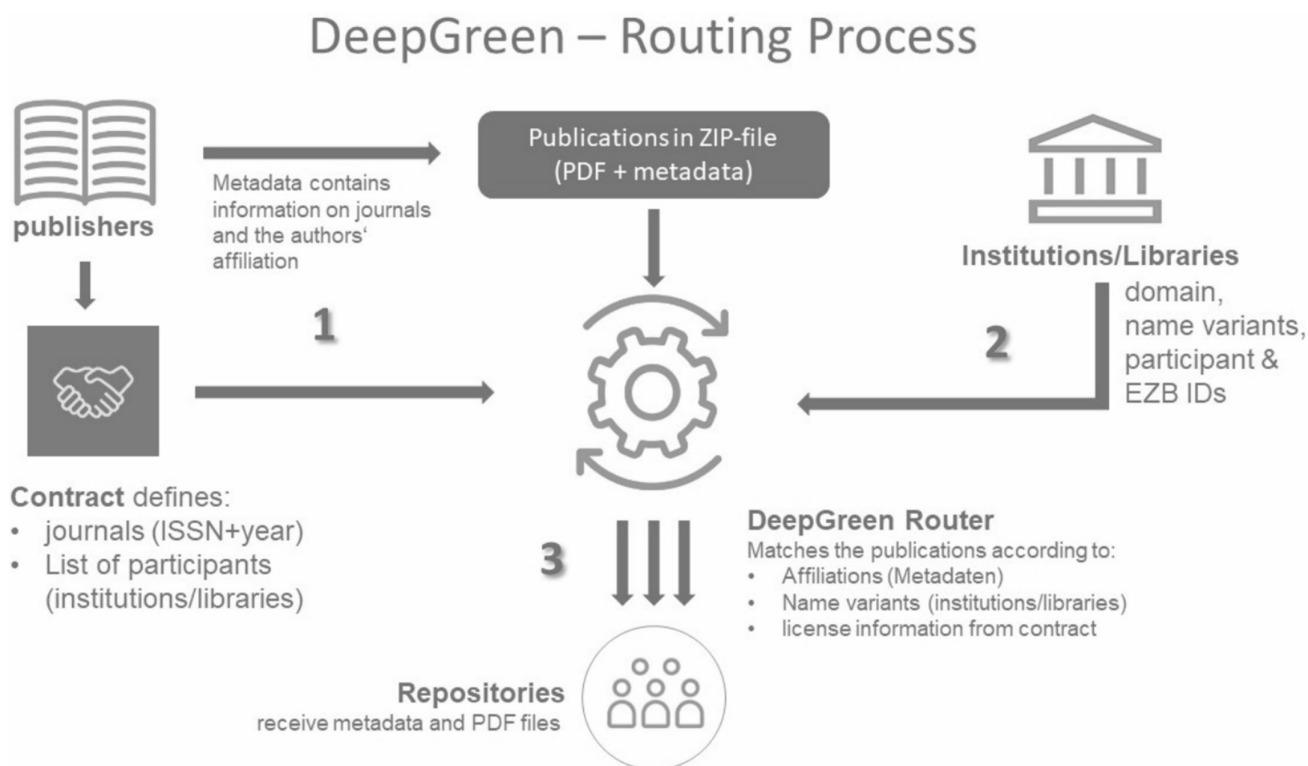 DeepGreen – Routing Process
publishers
Metadata contains
information on journals
and the authors‘
affiliation
Publications in ZIP-file
(PDF + metadata)
Institutions/Libraries
domain,
name variants,
participant &
EZB IDs
1
2
Contract defines:
• journals (ISSN+year)
• List of participants
(institutions/libraries)
3
DeepGreen Router
Matches the publications according to:
• Affiliations (Metadaten)
• Name variants (institutions/libraries)
• license information from contract
Repositories
receive metadata and PDF files